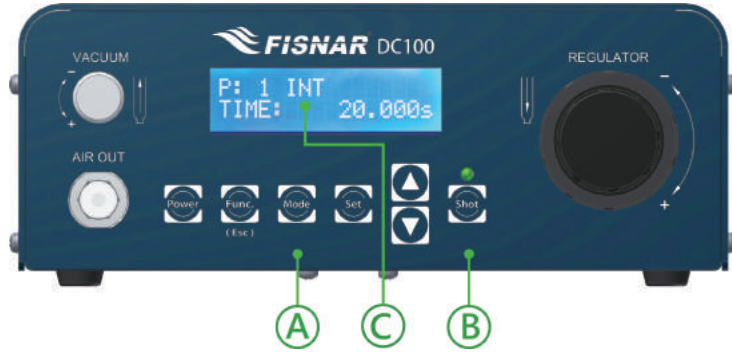 FISNAR DC100
VACUUM
REGULATOR
P: 1 INT
TIME: 20.000s
AIR OUT
Power
Func.
(Esc)
Mode
Set
Shot
A
C
B